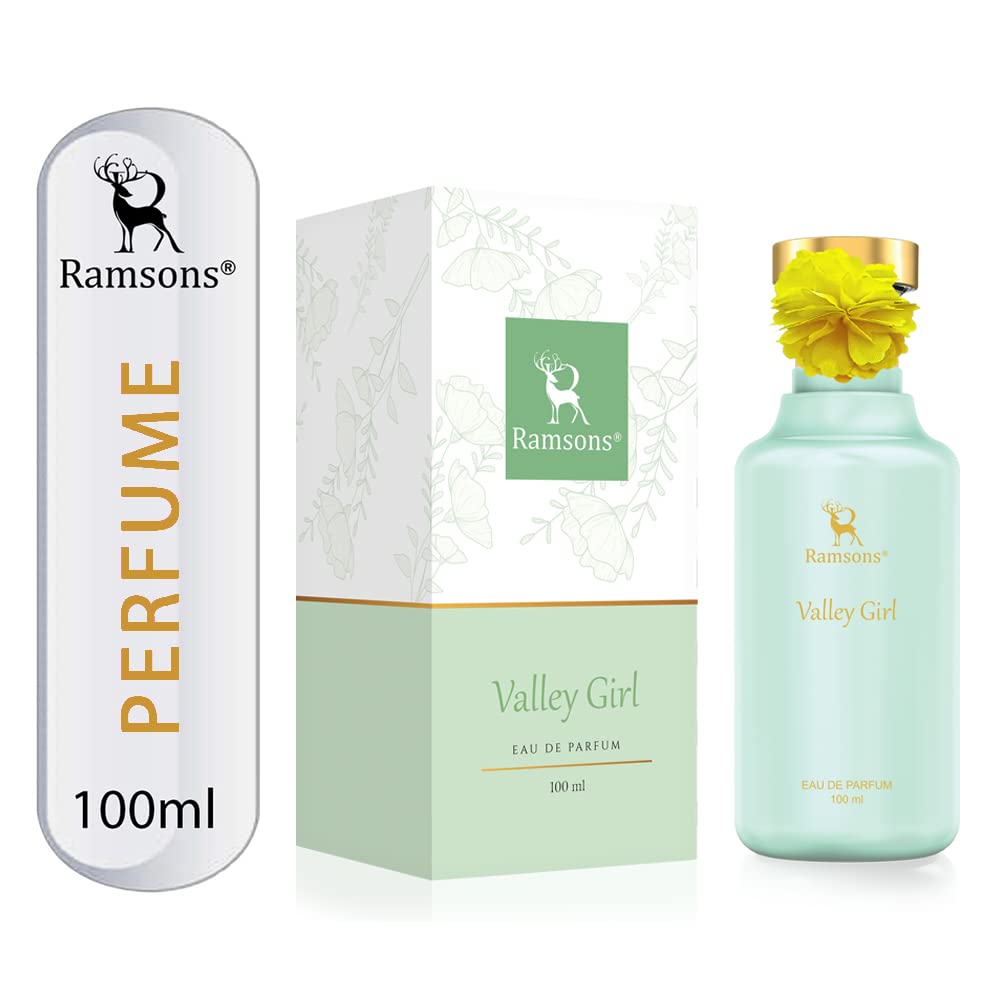 Ramsons®
PERFUME
100ml
Ramsons®
Valley Girl
EAU DE PARFUM
100 ml
Ramsons®
Valley Girl
EAU DE PARFUM
100 ml